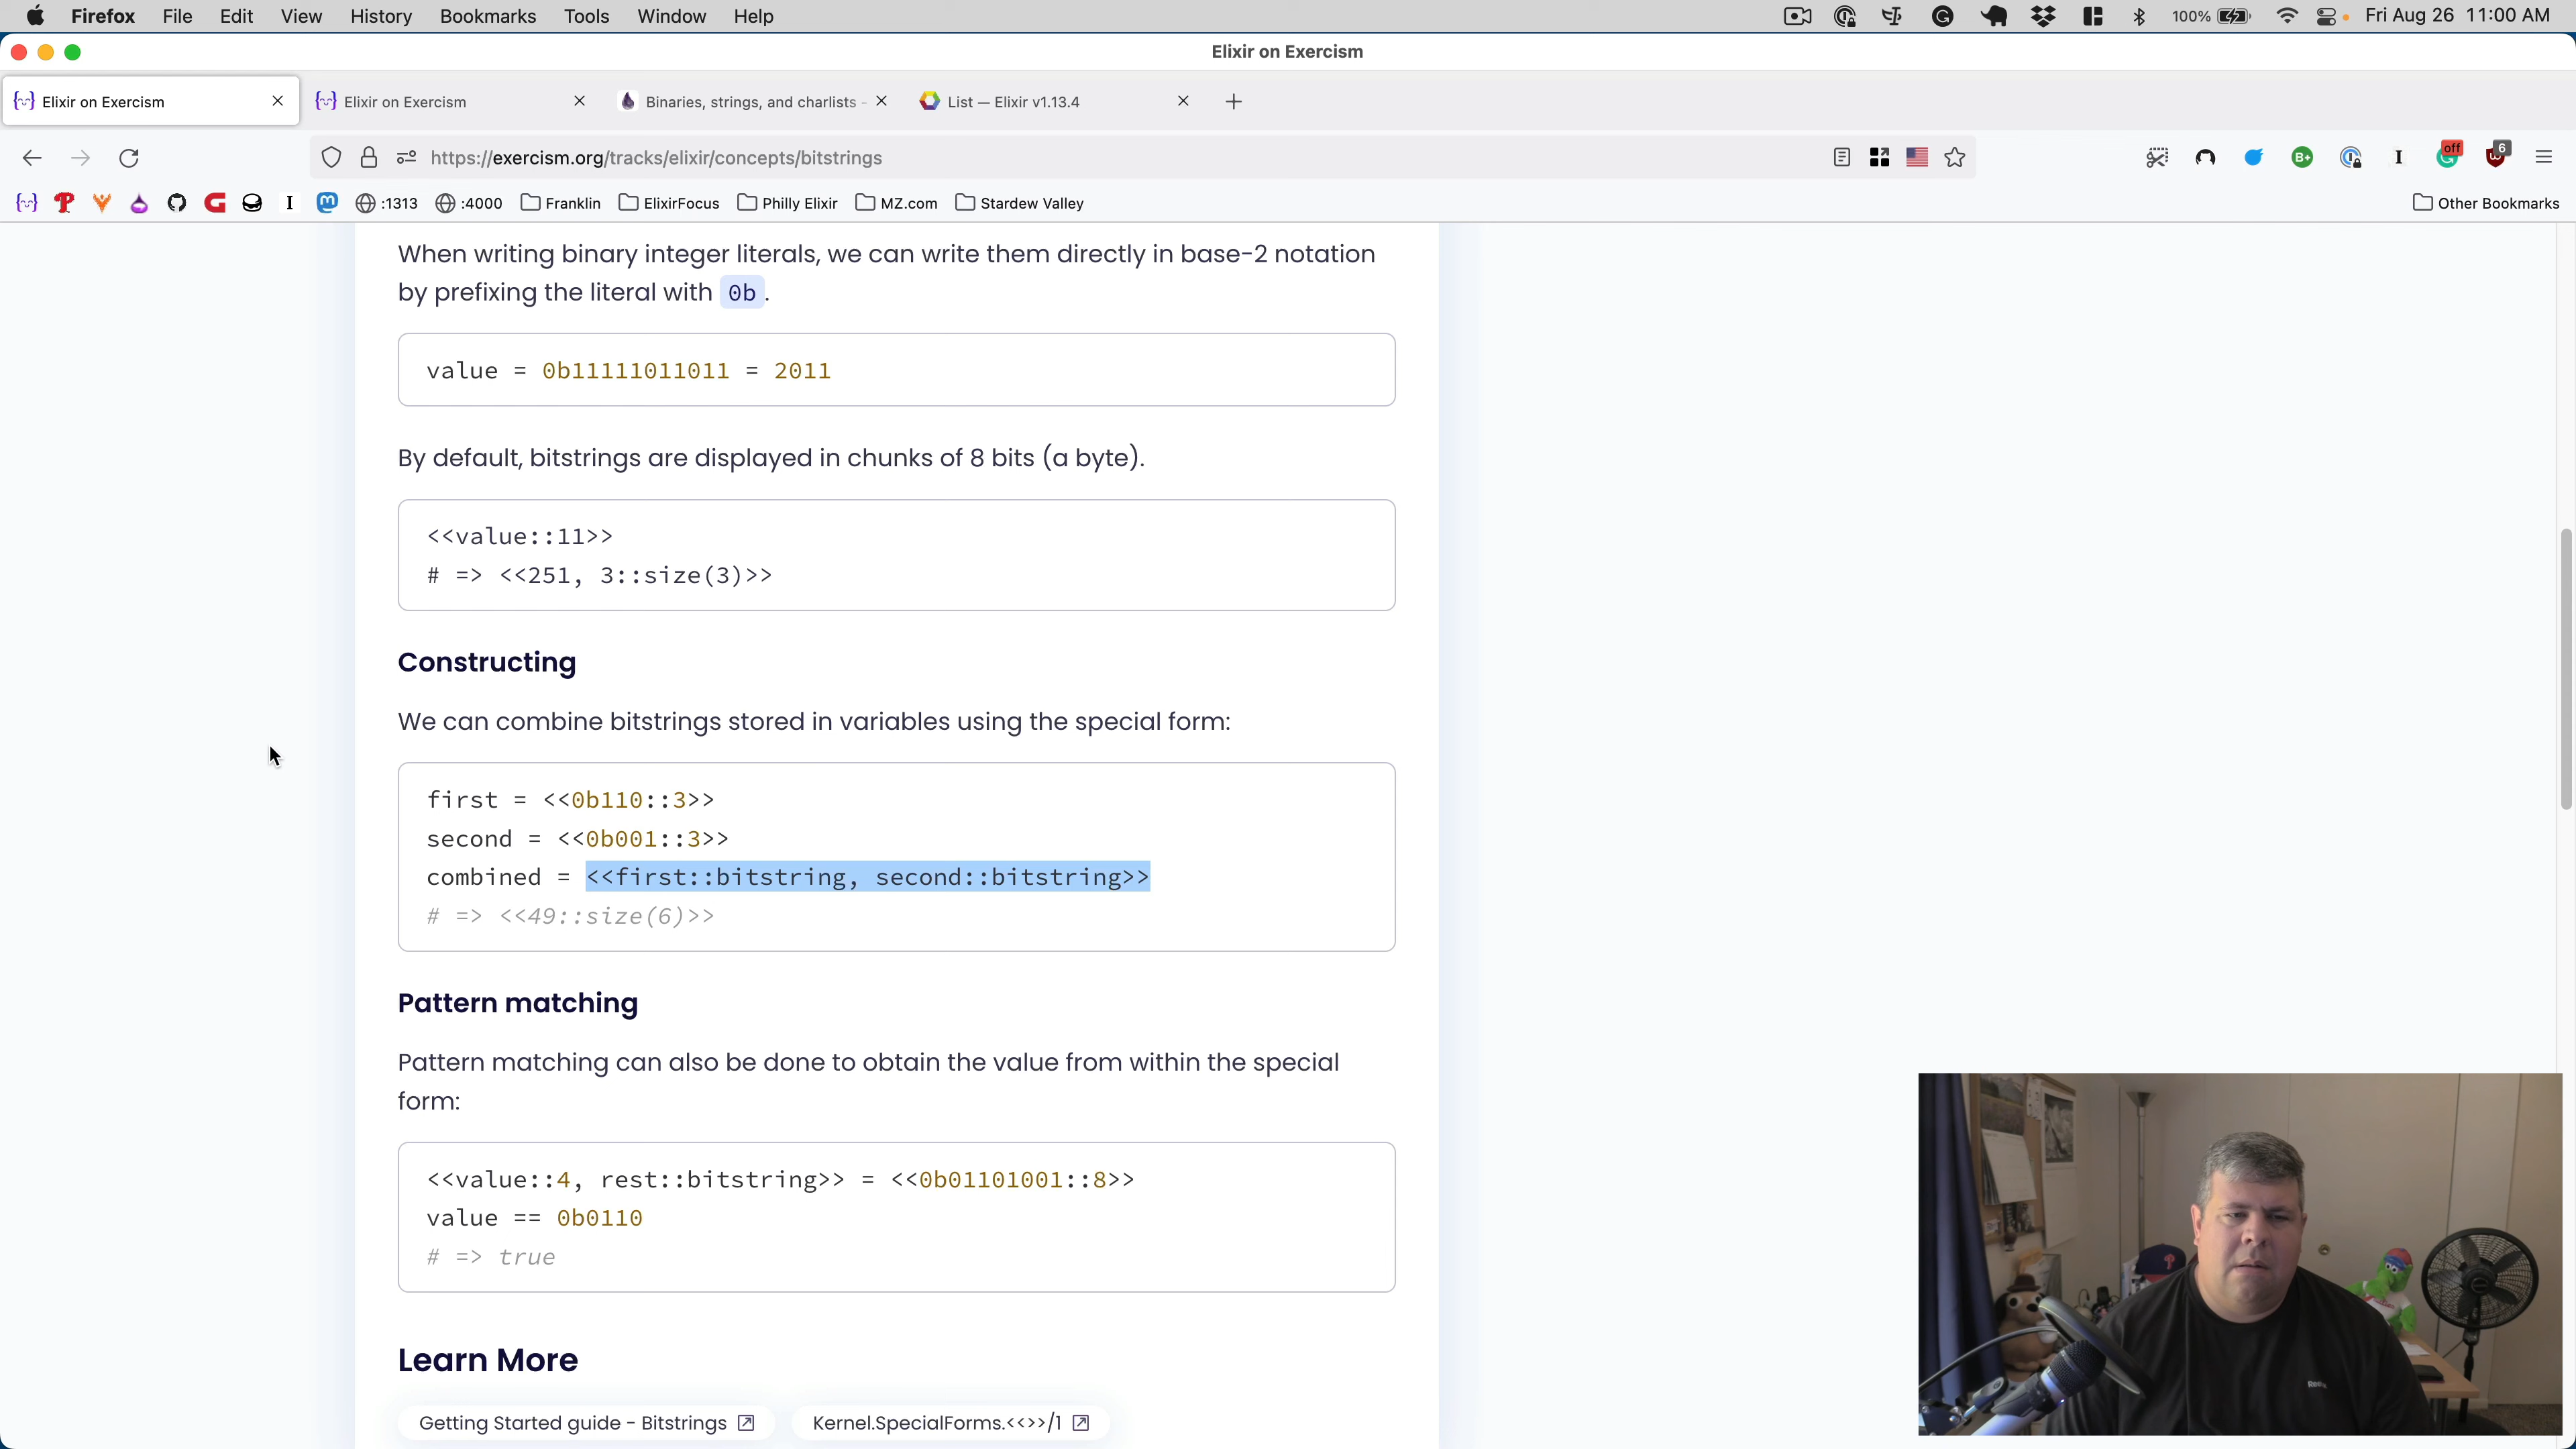 Firefox File Edit View History Bookmarks Tools Window Help 100% Fri Aug 26 11:00 AM
Elixir on Exercism
Elixir on Exercism Elixir on Exercism Binaries, strings, and charlists - List — Elixir v1.13.4
https://exercism.org/tracks/elixir/concepts/bitstrings off 6
:1313 :4000 Franklin ElixirFocus Philly Elixir MZ.com Stardew Valley Other Bookmarks
When writing binary integer literals, we can write them directly in base-2 notation
by prefixing the literal with 0b .
value = 0b11111011011 = 2011
By default, bitstrings are displayed in chunks of 8 bits (a byte).
<<value::11>>
# => <<251, 3::size(3)>>
Constructing
We can combine bitstrings stored in variables using the special form:
first = <<0b110::3>>
second = <<0b001::3>>
combined = <<first::bitstring, second::bitstring>>
# => <<49::size(6)>>
Pattern matching
Pattern matching can also be done to obtain the value from within the special
form:
<<value::4, rest::bitstring>> = <<0b01101001::8>>
value == 0b0110
# => true
Learn More
Getting Started guide - Bitstrings Kernel.SpecialForms.<<>>/1